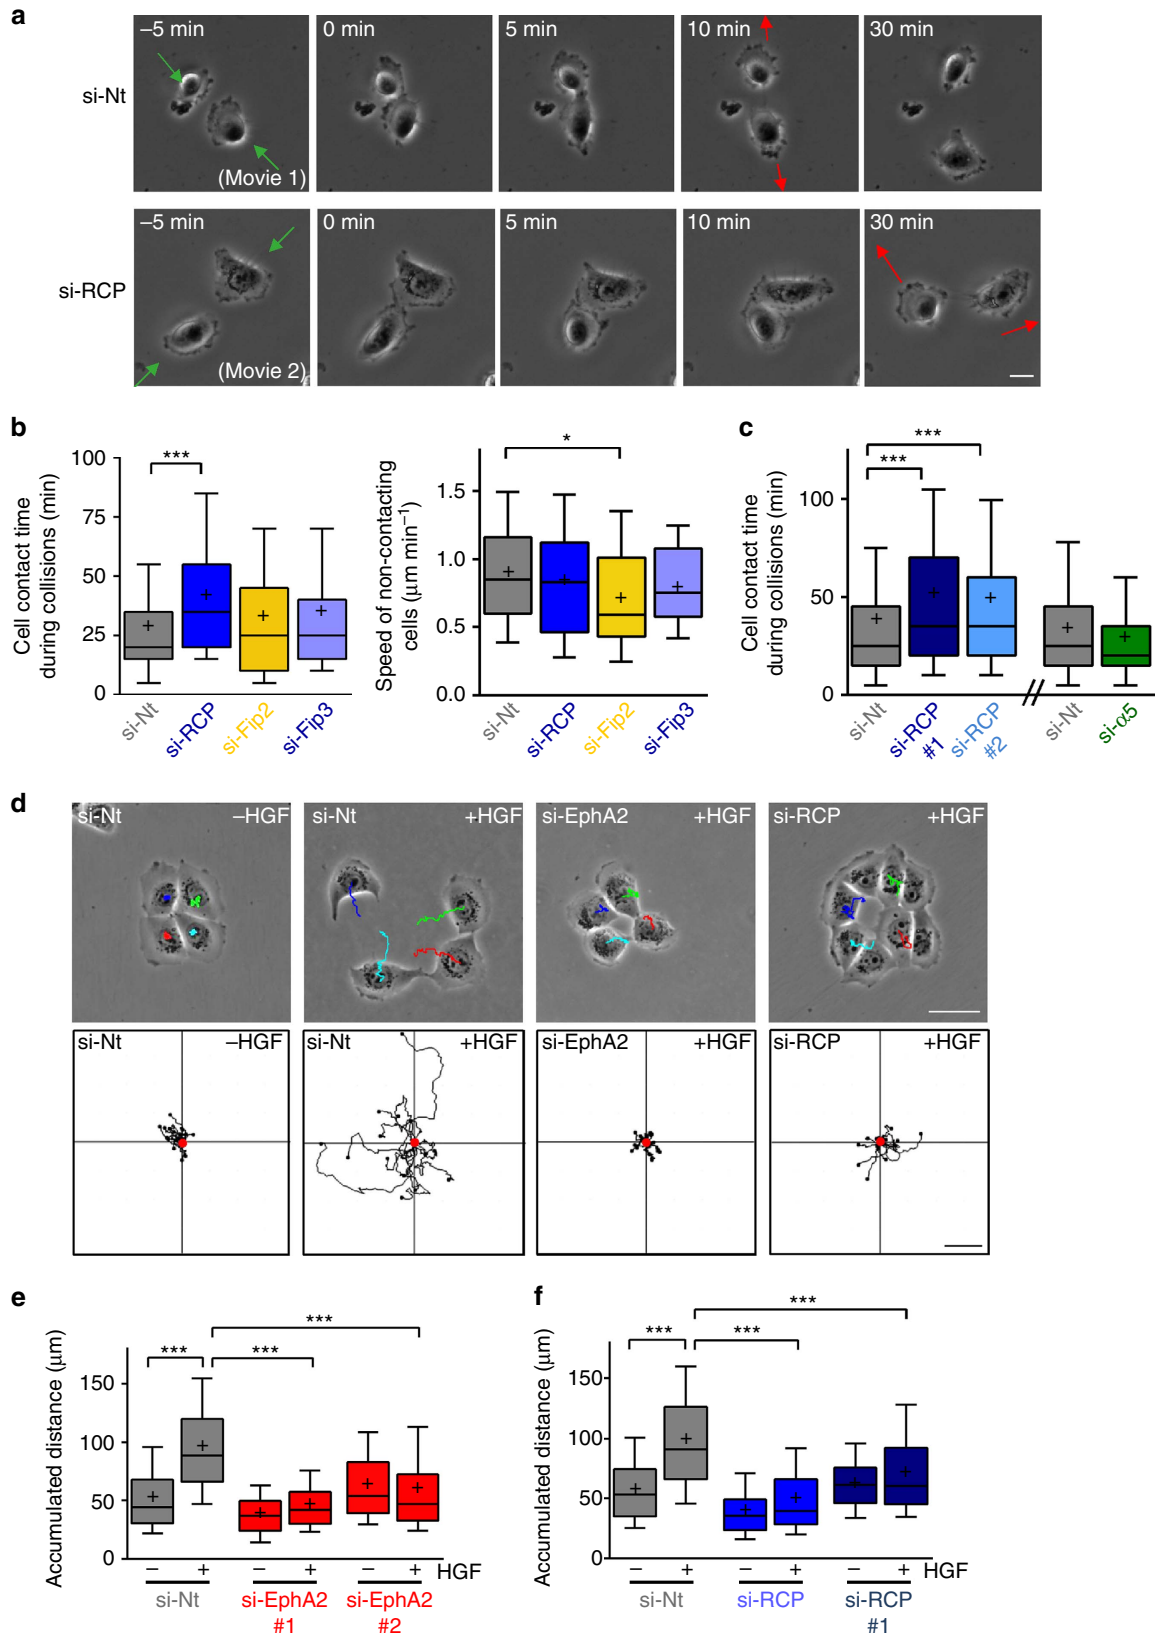 a
−5 min
0 min
5 min
10 min
30 min
si-Nt
(Movie 1)
−5 min
0 min
5 min
10 min
30 min
si-RCP
(Movie 2)
b
Cell contact time
during collisions (min)
100
75
50
25
0
***
si-Nt
si-RCP
si-Fip2
si-Fip3
Speed of non-contacting
cells (μm min⁻¹)
1.5
1.0
0.5
0.0
*
si-Nt
si-RCP
si-Fip2
si-Fip3
c
Cell contact time
during collisions (min)
100
50
0
***
***
si-Nt
si-RCP
#1
si-RCP
#2
si-Nt
si-α5
d
si-Nt −HGF
si-Nt +HGF
si-EphA2 +HGF
si-RCP +HGF
si-Nt −HGF
si-Nt +HGF
si-EphA2 +HGF
si-RCP +HGF
e
Accumulated distance (μm)
150
100
50
0
***
***
***
− + − + − + HGF
si-Nt
si-EphA2
#1
si-EphA2
#2
f
Accumulated distance (μm)
150
100
50
0
***
***
***
− + − + − + HGF
si-Nt
si-RCP
si-RCP
#1